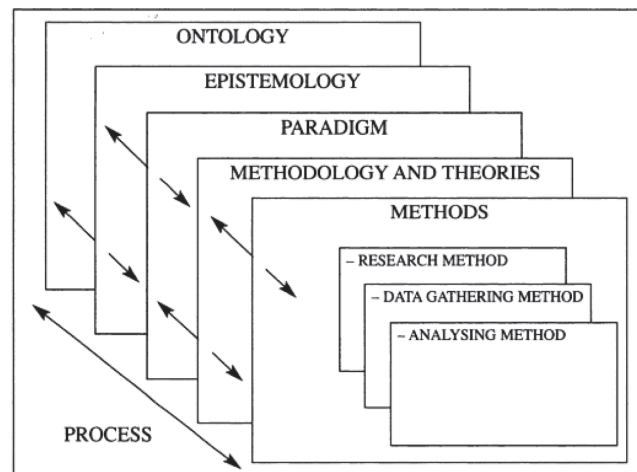 ONTOLOGY
EPISTEMOLOGY
PARADIGM
METHODOLOGY AND THEORIES
METHODS
– RESEARCH METHOD
– DATA GATHERING METHOD
– ANALYSING METHOD
PROCESS